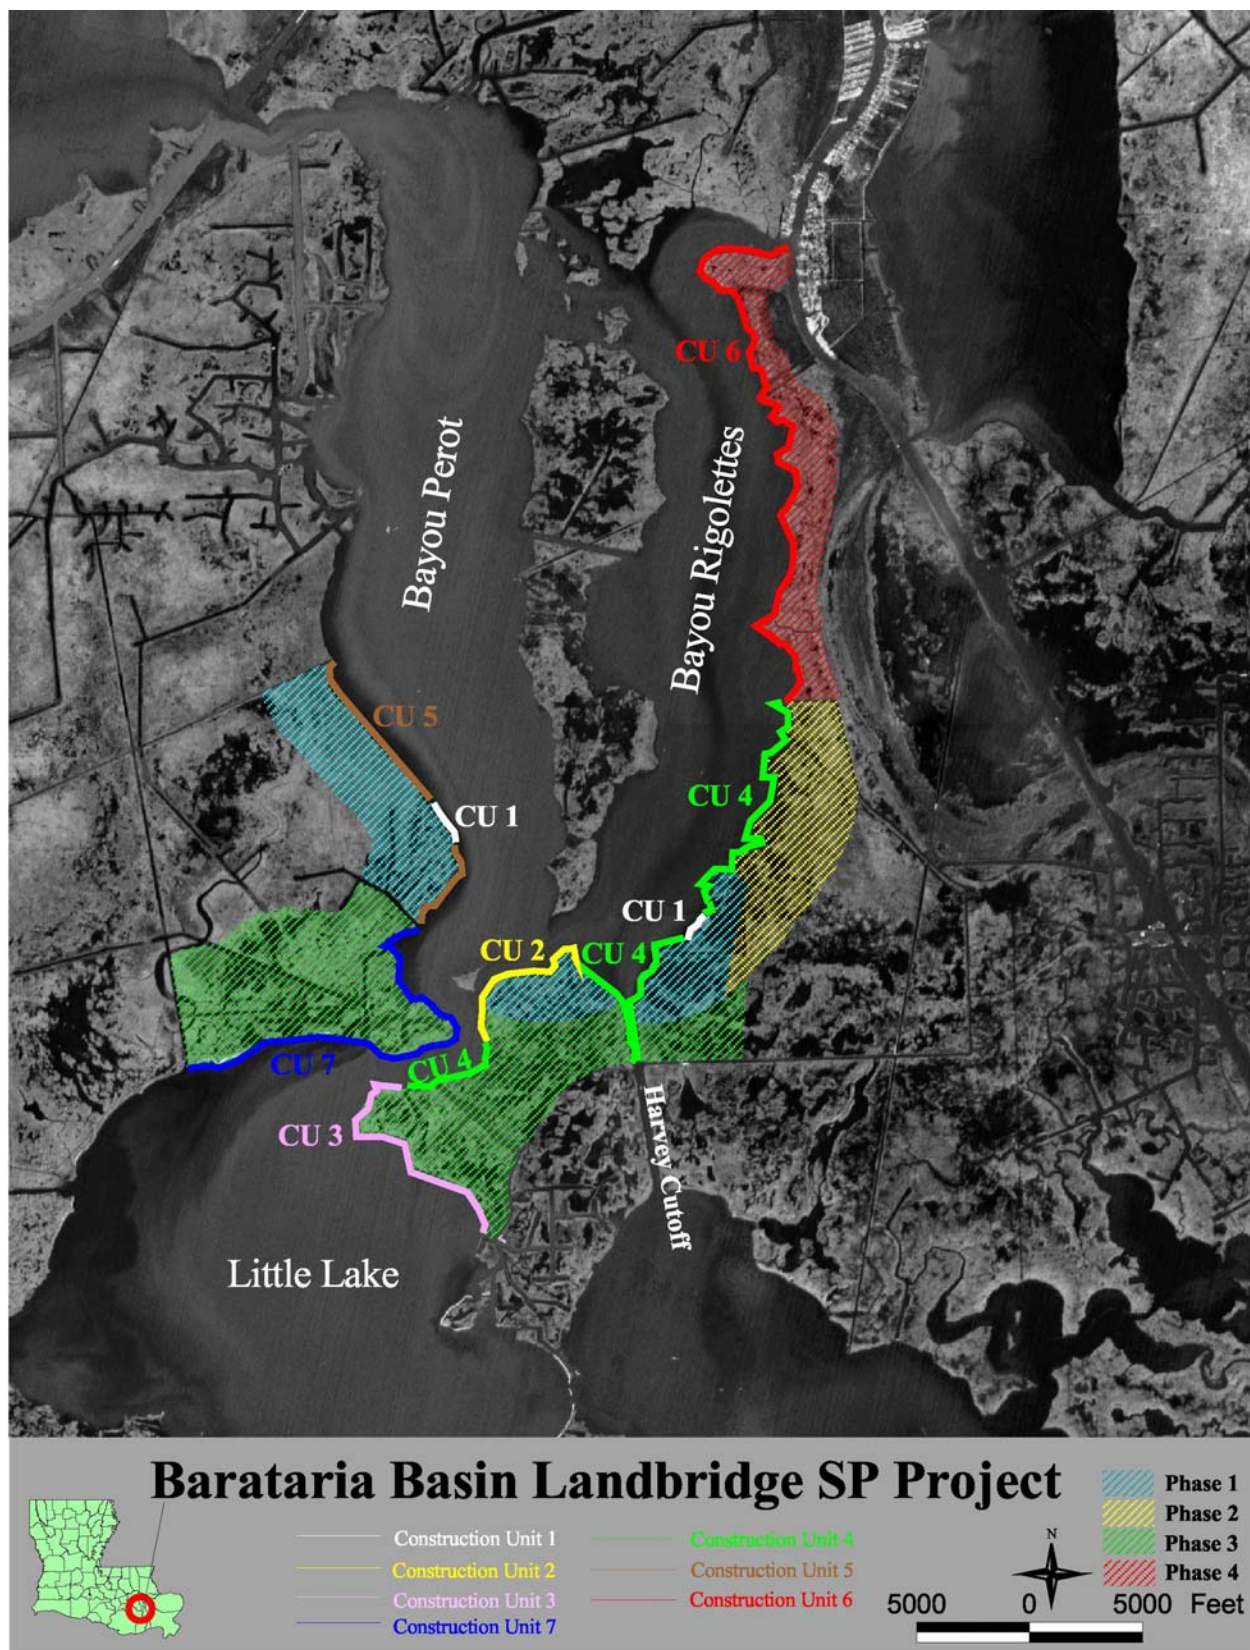 CU 6
Bayou Perot
Bayou Rigolettes
CU 5
CU 4
CU 1
CU 1
CU 2
CU 4
CU 7
CU 4
CU 3
Harvey Cutoff
Little Lake
Barataria Basin Landbridge SP Project
Construction Unit 1
Construction Unit 2
Construction Unit 3
Construction Unit 7
Construction Unit 4
Construction Unit 5
Construction Unit 6
N
5000 0 5000 Feet
Phase 1
Phase 2
Phase 3
Phase 4